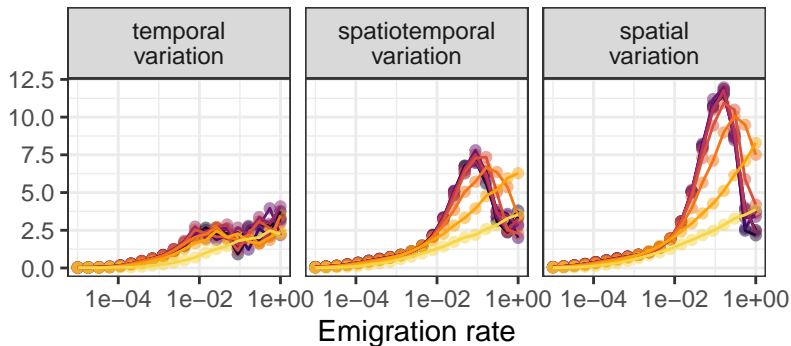 temporal
variation
spatiotemporal
variation
spatial
variation
12.5
10.0
7.5
5.0
2.5
0.0
1e−04 1e−02 1e+00 1e−04 1e−02 1e+00 1e−04 1e−02 1e+00
Emigration rate